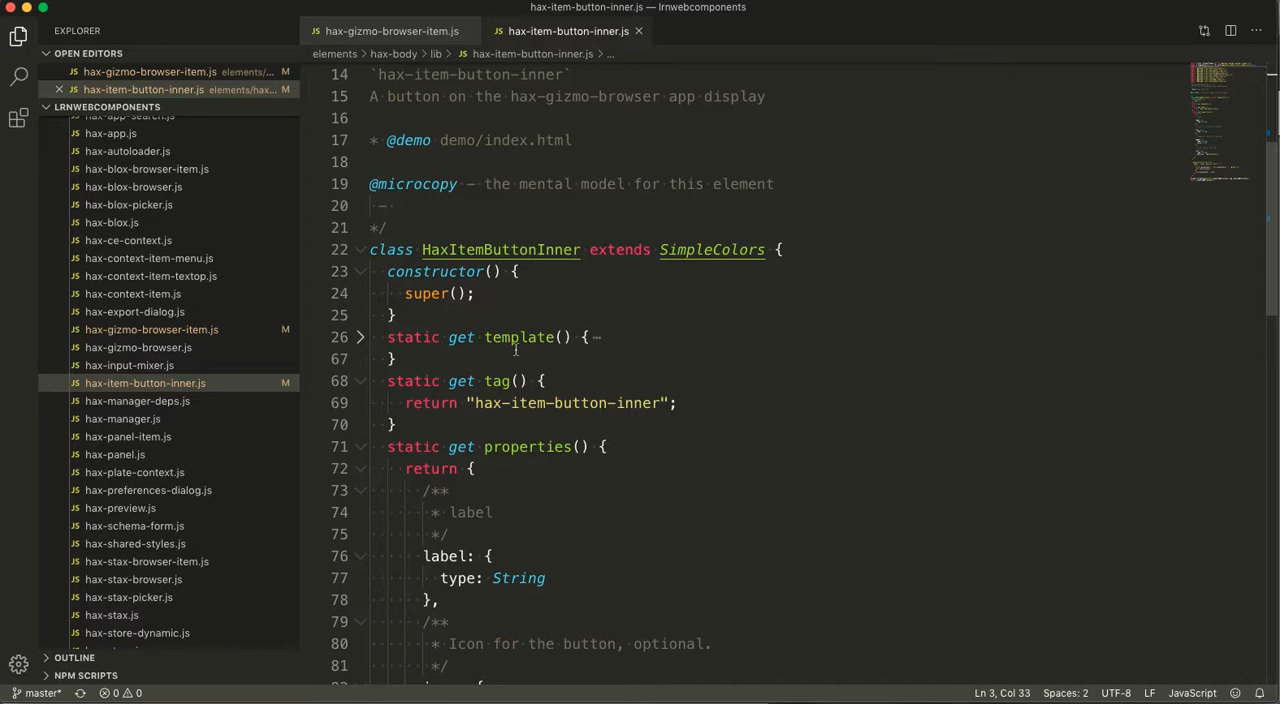 hax-item-button-inner.js — lrnwebcomponents
EXPLORER
OPEN EDITORS
JS hax-gizmo-browser-item.js elements/... M
JS hax-item-button-inner.js elements/hax... M
LRNWEBCOMPONENTS
JS hax-app-search.js
JS hax-app.js
JS hax-autoloader.js
JS hax-blox-browser-item.js
JS hax-blox-browser.js
JS hax-blox-picker.js
JS hax-blox.js
JS hax-ce-context.js
JS hax-context-item-menu.js
JS hax-context-item-textop.js
JS hax-context-item.js
JS hax-export-dialog.js
JS hax-gizmo-browser-item.js M
JS hax-gizmo-browser.js
JS hax-input-mixer.js
JS hax-item-button-inner.js M
JS hax-manager-deps.js
JS hax-manager.js
JS hax-panel-item.js
JS hax-panel.js
JS hax-plate-context.js
JS hax-preferences-dialog.js
JS hax-preview.js
JS hax-schema-form.js
JS hax-shared-styles.js
JS hax-stax-browser-item.js
JS hax-stax-browser.js
JS hax-stax-picker.js
JS hax-stax.js
JS hax-store-dynamic.js
OUTLINE
NPM SCRIPTS
JS hax-gizmo-browser-item.js
JS hax-item-button-inner.js
elements > hax-body > lib > JS hax-item-button-inner.js > ...
14 `hax-item-button-inner`
15 A button on the hax-gizmo-browser app display
16
17 * @demo demo/index.html
18
19 @microcopy - the mental model for this element
20 -
21 */
22 class HaxItemButtonInner extends SimpleColors {
23 constructor() {
24 super();
25 }
26 static get template() { ...
67 }
68 static get tag() {
69 return "hax-item-button-inner";
70 }
71 static get properties() {
72 return {
73 /**
74 * label
75 */
76 label: {
77 type: String
78 },
79 /**
80 * Icon for the button, optional.
81 */
master* 0 0 Ln 3, Col 33 Spaces: 2 UTF-8 LF JavaScript